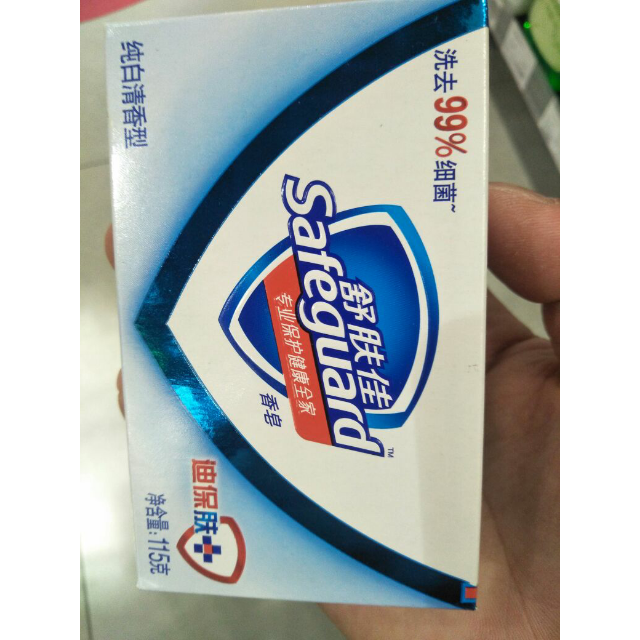 洗去99%细菌~
纯白清香型
舒肤佳
Safeguard
TM
专业保护健康全家
香皂
迪保肤
净含量:115克